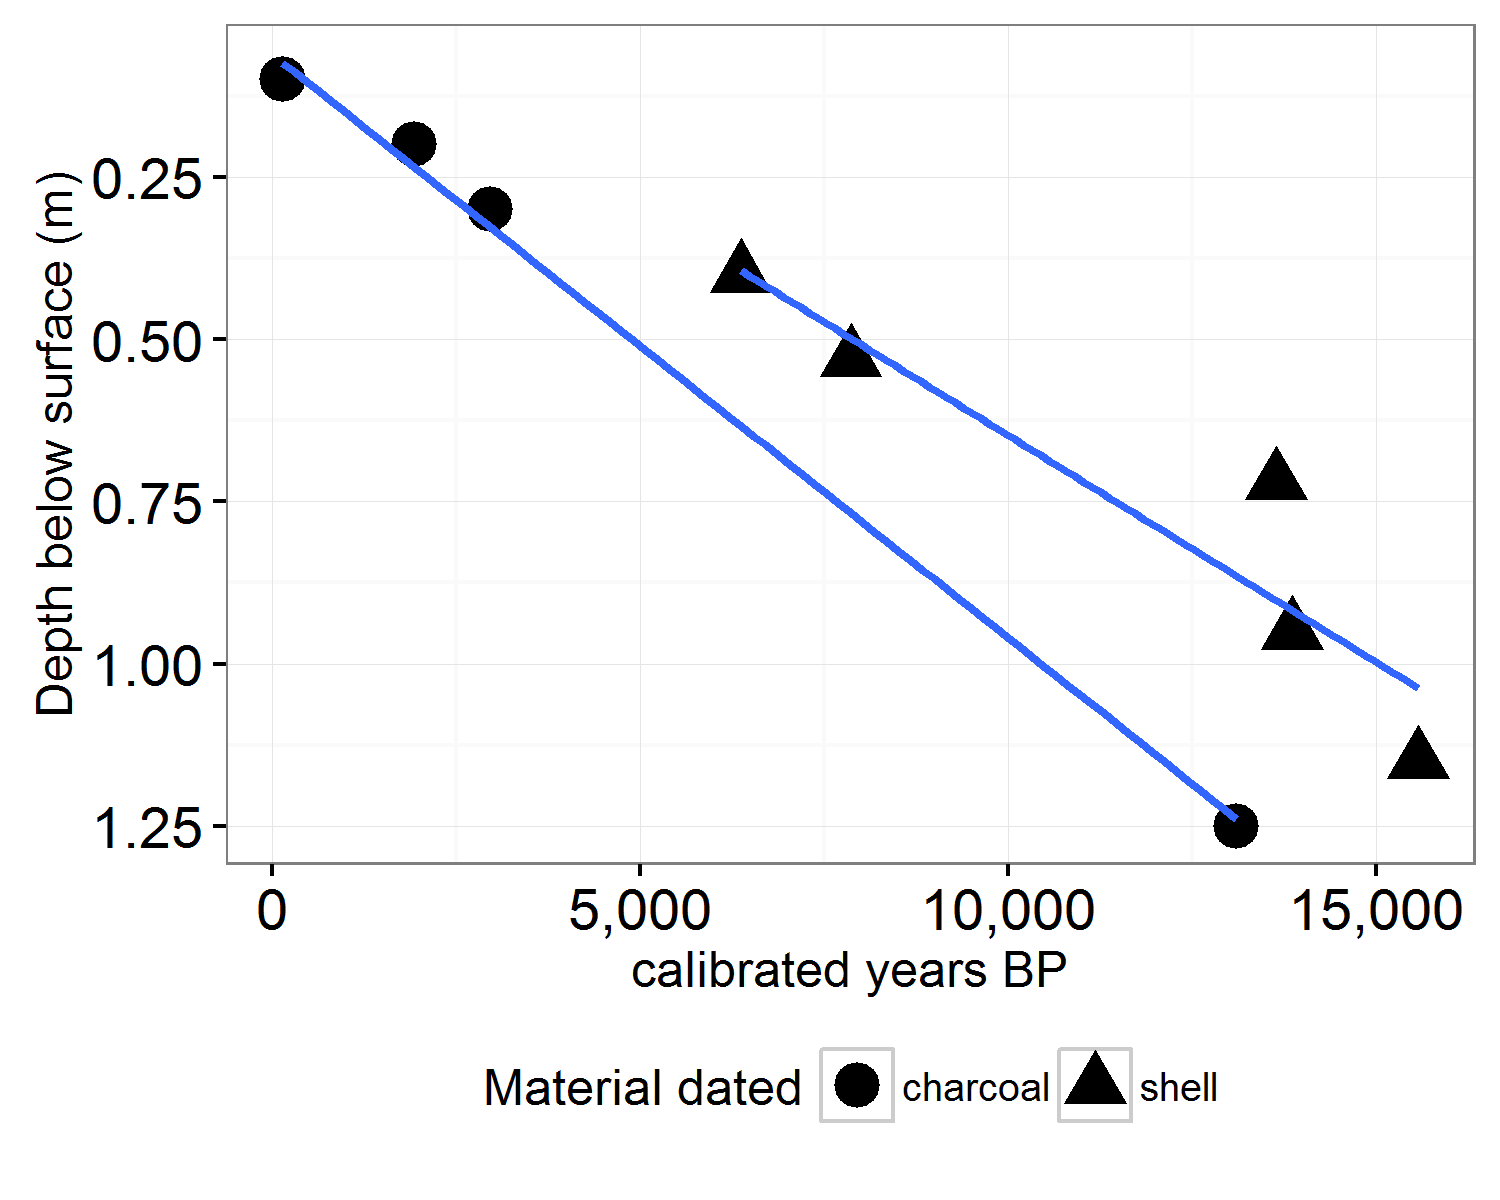 Depth below surface (m)
0.25
0.50
0.75
1.00
1.25
0 5,000 10,000 15,000
calibrated years BP
Material dated charcoal shell